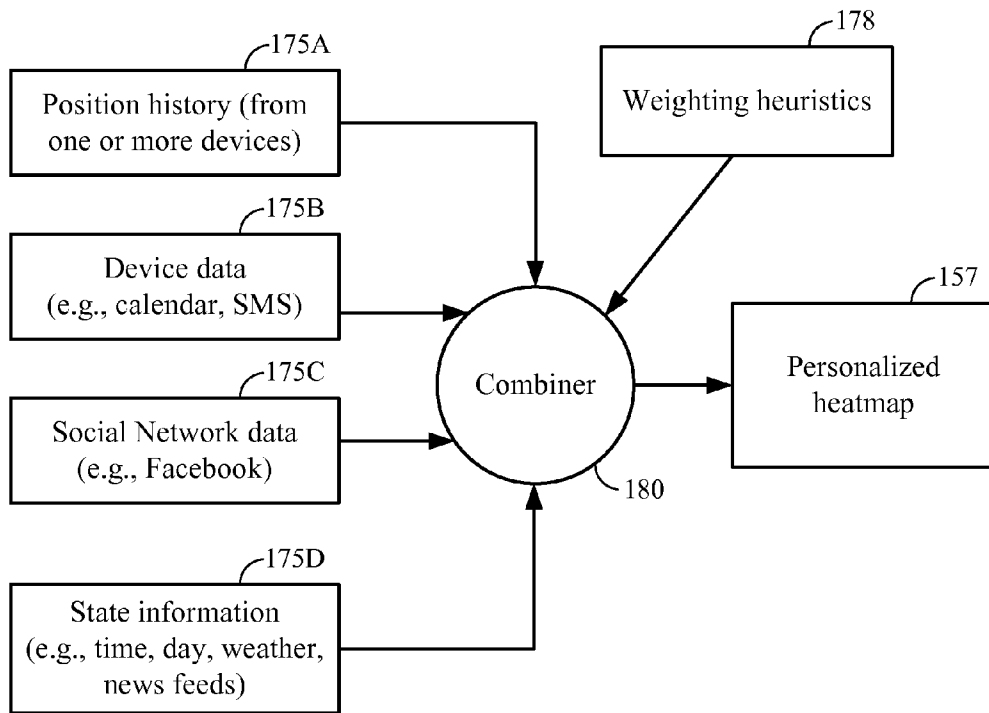 175A
Position history (from
one or more devices)
178
Weighting heuristics
175B
Device data
(e.g., calendar, SMS)
157
Personalized
heatmap
Combiner
180
175C
Social Network data
(e.g., Facebook)
175D
State information
(e.g., time, day, weather,
news feeds)